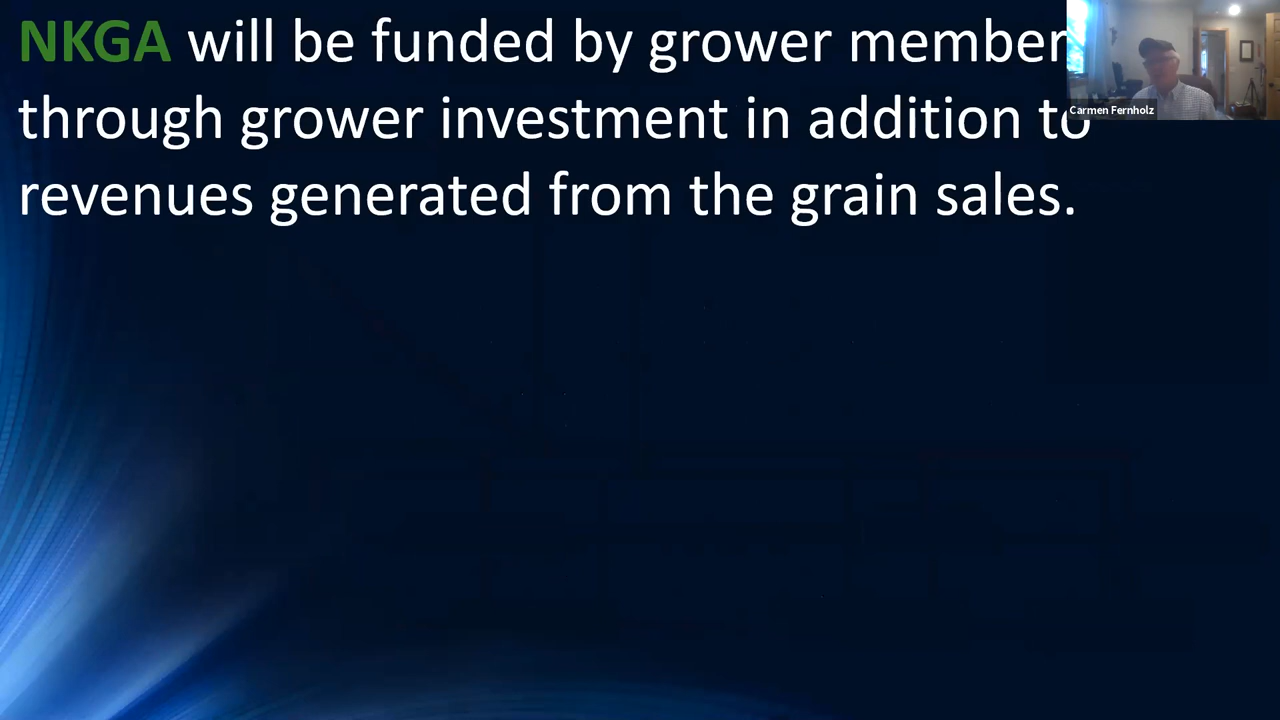 NKGA will be funded by grower member
through grower investment in addition to
revenues generated from the grain sales.
Carmen Fernholz